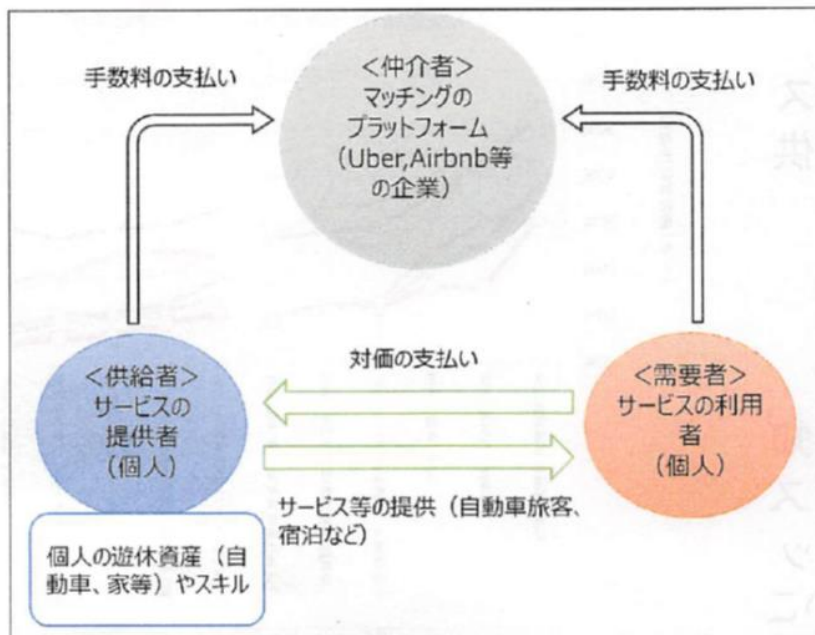 手数料の支払い
<仲介者>
マッチングの
プラットフォーム
(Uber,Airbnb等
の企業)
手数料の支払い
<供給者>
サービスの
提供者
(個人)
対価の支払い
<需要者>
サービスの利用
者
(個人)
サービス等の提供（自動車旅客、
宿泊など）
個人の遊休資産（自
動車、家等）やスキル